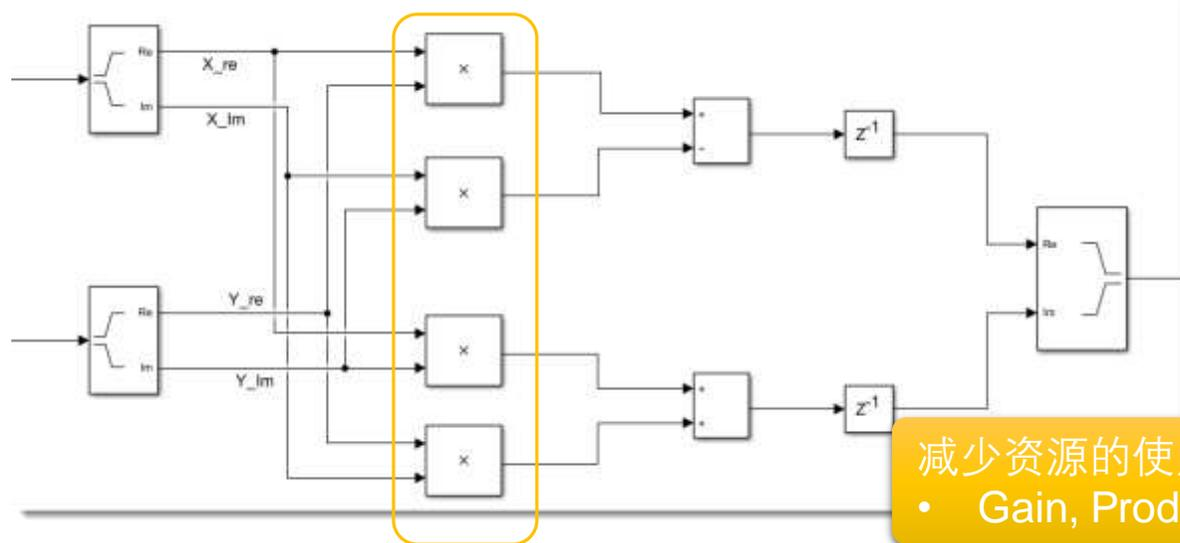 Re
X_re
×
Im
X_Im
+
−
z-1
×
Re
Im
Y_re
Re
×
Im
Y_Im
+
+
z-1
×
减少资源的使
• Gain, Prod